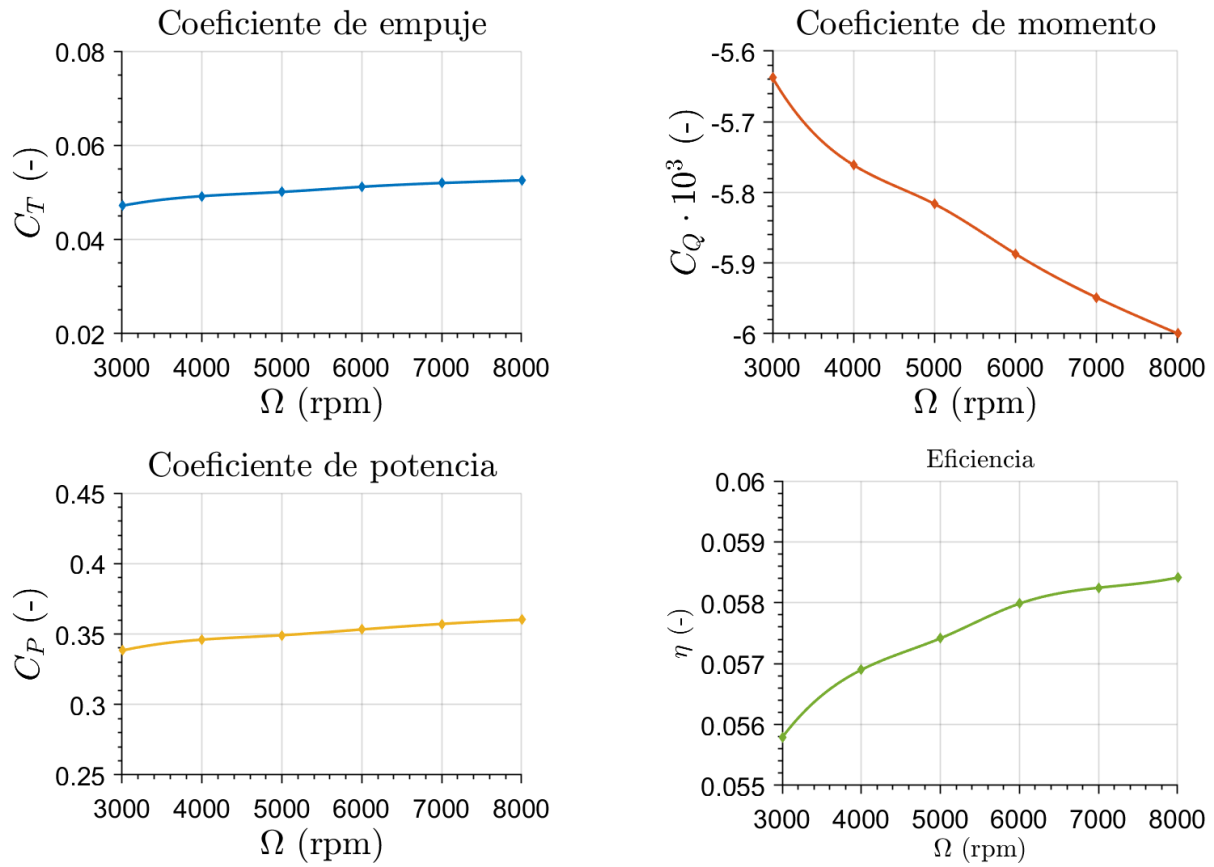 Coeficiente de empuje
0.08
0.06
0.04
0.02
C_T (-)
3000 4000 5000 6000 7000 8000
Ω (rpm)
Coeficiente de momento
-5.6
-5.7
-5.8
-5.9
-6
C_Q · 10³ (-)
3000 4000 5000 6000 7000 8000
Ω (rpm)
Coeficiente de potencia
0.45
0.4
0.35
0.3
0.25
C_P (-)
3000 4000 5000 6000 7000 8000
Ω (rpm)
Eficiencia
0.06
0.059
0.058
0.057
0.056
0.055
η (-)
3000 4000 5000 6000 7000 8000
Ω (rpm)